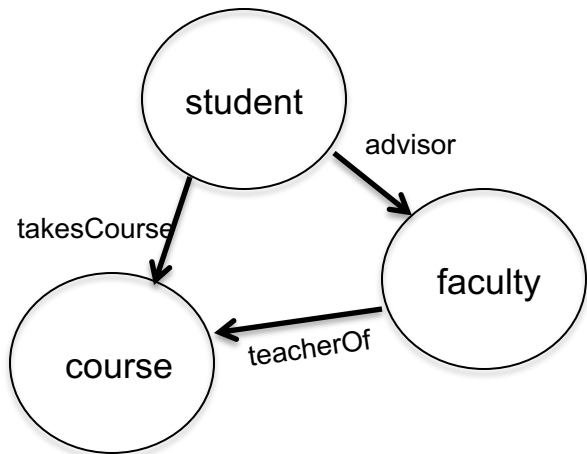 student
advisor
takesCourse
faculty
teacherOf
course